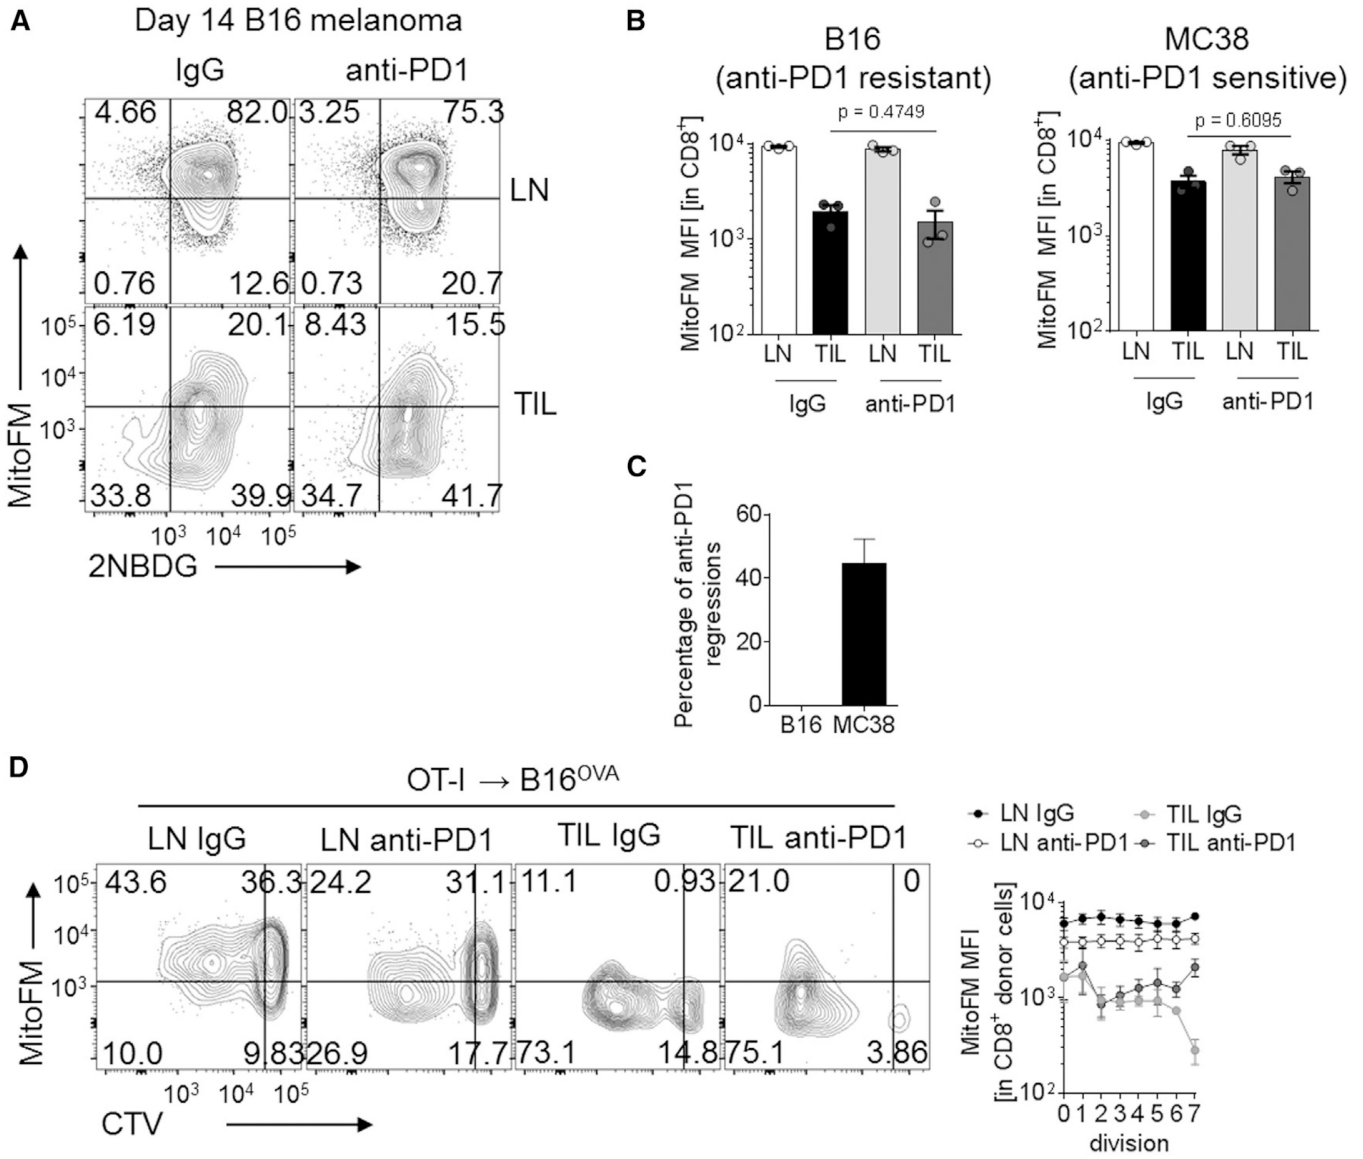 A
Day 14 B16 melanoma
IgG
anti-PD1
4.66
82.0
3.25
75.3
LN
0.76
12.6
0.73
20.7
6.19
20.1
8.43
15.5
TIL
33.8
39.9
34.7
41.7
10⁵
10⁴
10³
MitoFM
10³ 10⁴ 10⁵
2NBDG
B
B16
(anti-PD1 resistant)
p = 0.4749
MitoFM MFI [in CD8⁺]
10⁴
10³
10²
LN TIL LN TIL
IgG anti-PD1
MC38
(anti-PD1 sensitive)
p = 0.6095
MitoFM MFI [in CD8⁺]
10⁴
10³
10²
LN TIL LN TIL
IgG anti-PD1
C
Percentage of anti-PD1
regressions
60
40
20
0
B16 MC38
D
OT-I → B16ᴼⱽᴬ
LN IgG
LN anti-PD1
TIL IgG
TIL anti-PD1
43.6
36.3
24.2
31.1
11.1
0.93
21.0
0
10.0
9.83
26.9
17.7
73.1
14.8
75.1
3.86
10⁵
10⁴
10³
MitoFM
10³ 10⁴ 10⁵
CTV
LN IgG
TIL IgG
LN anti-PD1
TIL anti-PD1
MitoFM MFI
[in CD8⁺ donor cells]
10⁴
10³
10²
0 1 2 3 4 5 6 7
division